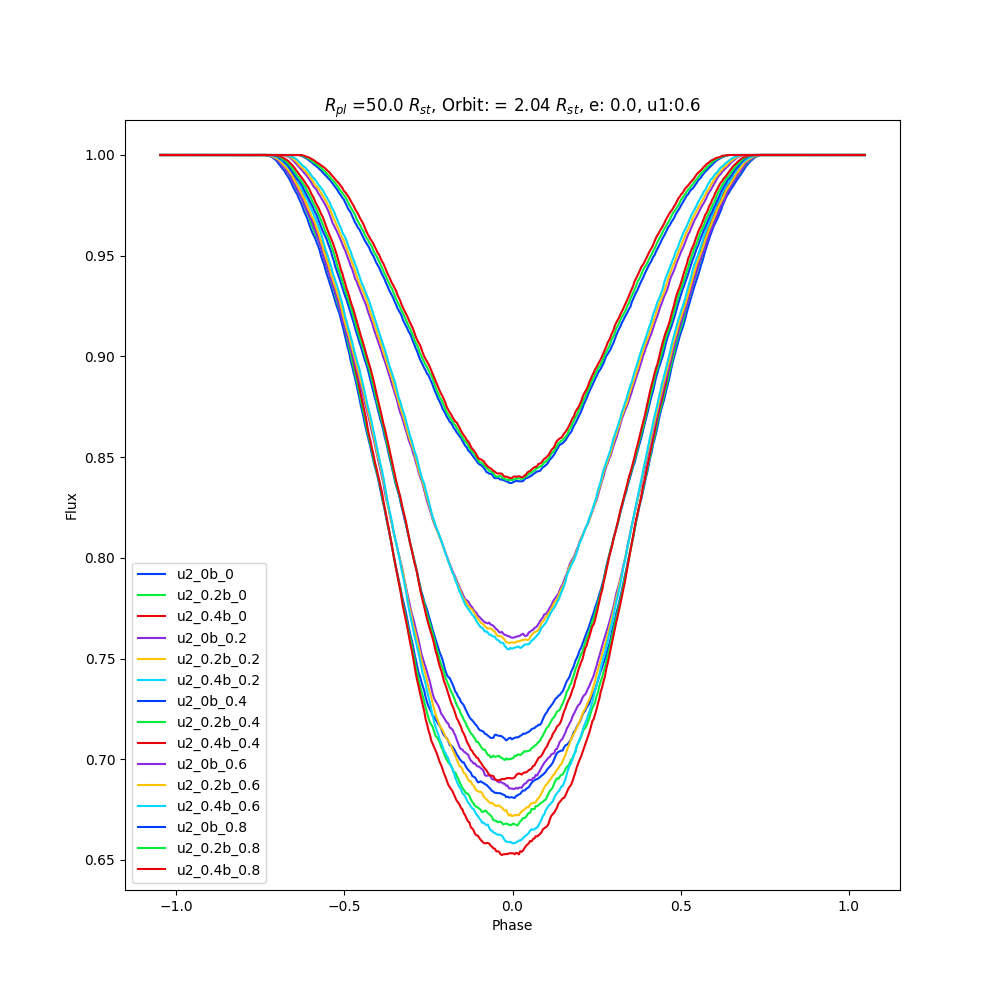 R_pl =50.0 R_st, Orbit: = 2.04 R_st, e: 0.0, u1:0.6
1.00
0.95
0.90
0.85
0.80
0.75
0.70
0.65
Flux
u2_0b_0
u2_0.2b_0
u2_0.4b_0
u2_0b_0.2
u2_0.2b_0.2
u2_0.4b_0.2
u2_0b_0.4
u2_0.2b_0.4
u2_0.4b_0.4
u2_0b_0.6
u2_0.2b_0.6
u2_0.4b_0.6
u2_0b_0.8
u2_0.2b_0.8
u2_0.4b_0.8
−1.0 −0.5 0.0 0.5 1.0
Phase